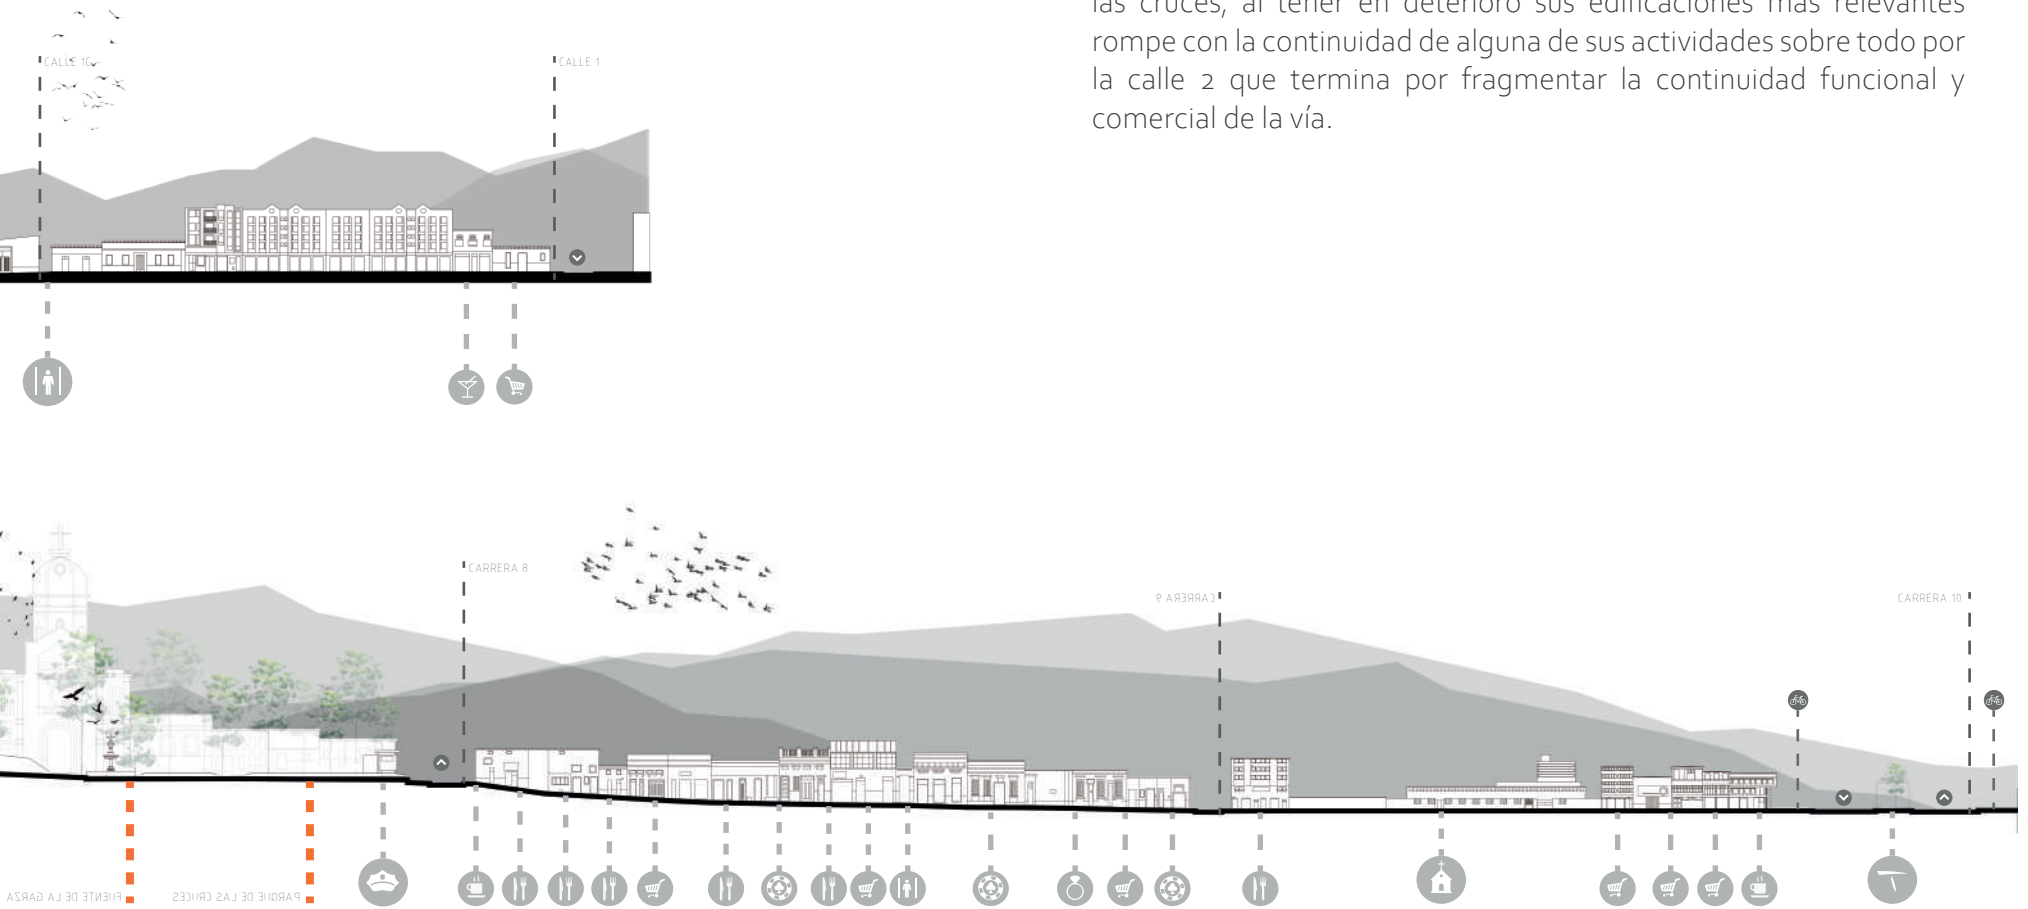 las cruces, al tener en deterioro sus edificaciones más relevantes
rompe con la continuidad de alguna de sus actividades sobre todo por
la calle 2 que termina por fragmentar la continuidad funcional y
comercial de la vía.
CALLE 1C
CALLE 1
CARRERA 8
CARRERA 9
CARRERA 10
FUENTE DE LA GARZA
PARQUE DE LAS CRUCES